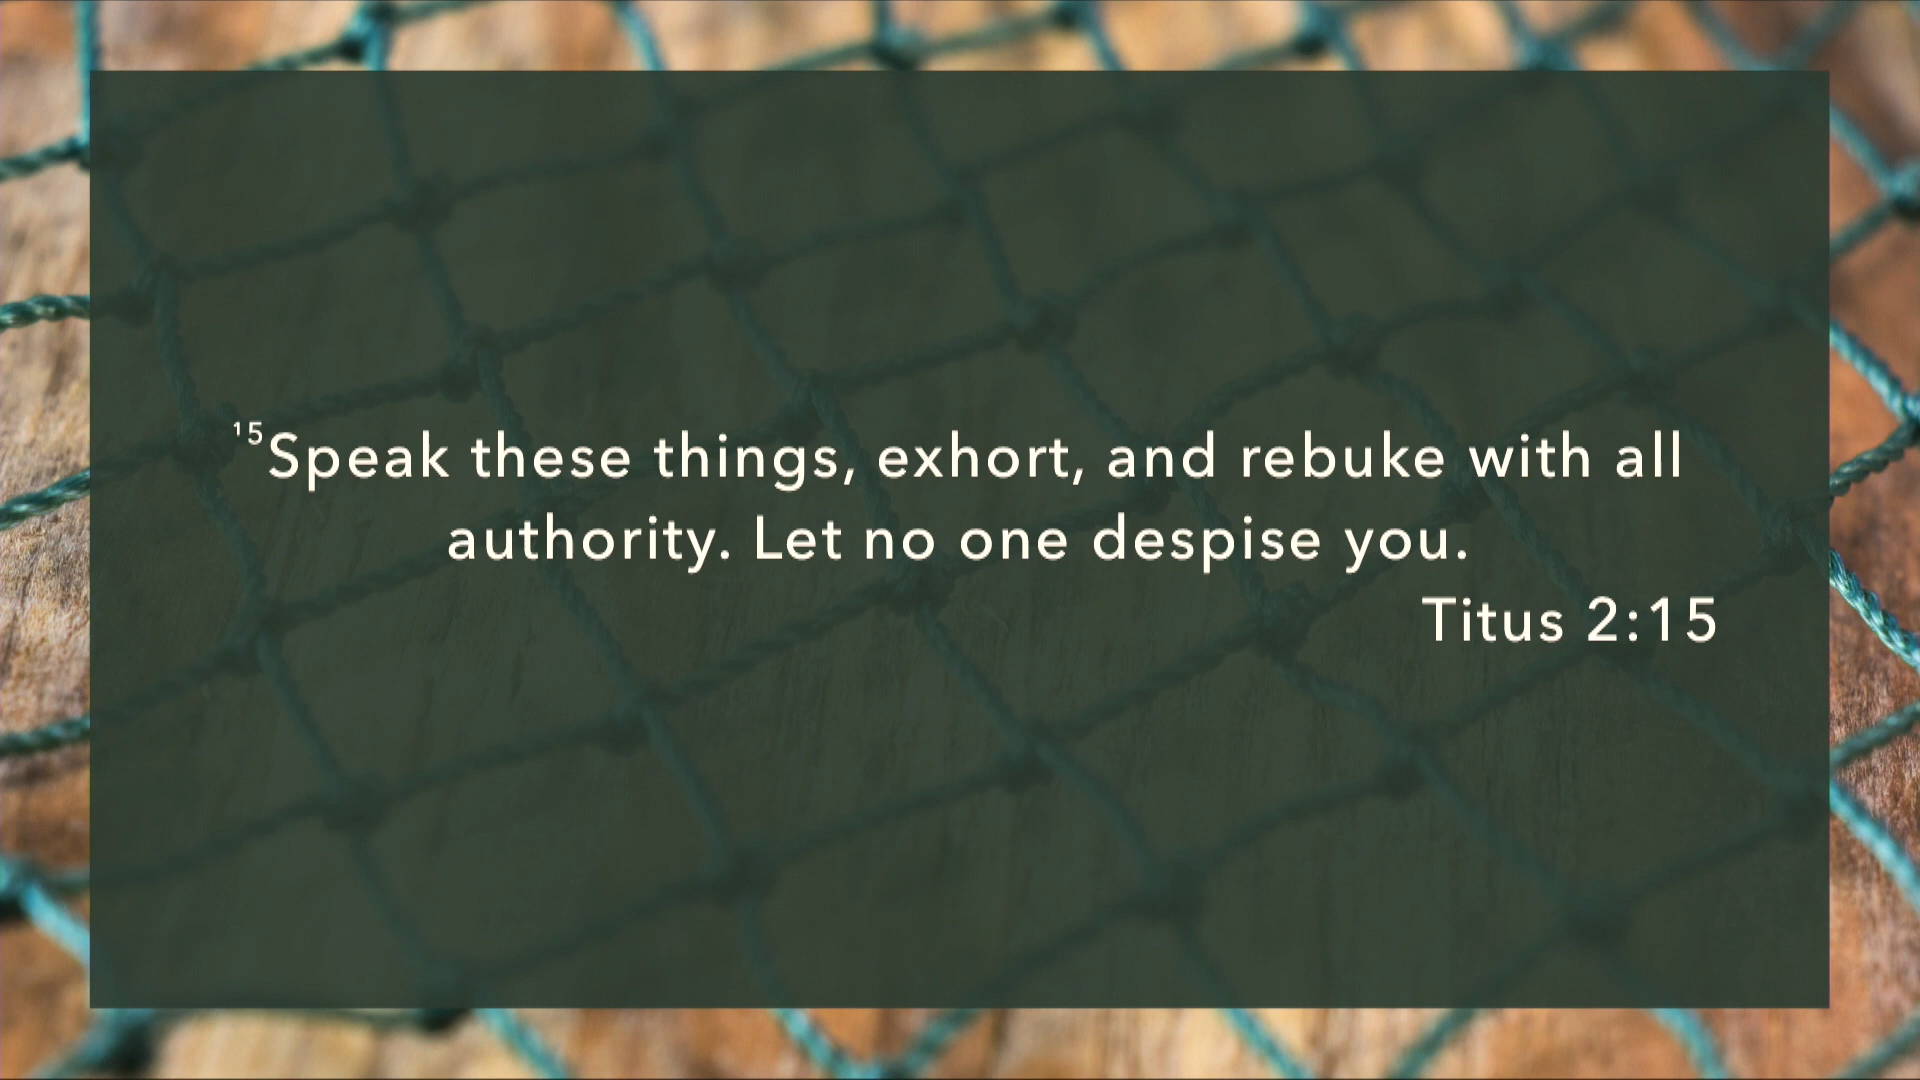 ¹⁵Speak these things, exhort, and rebuke with all
authority. Let no one despise you.
Titus 2:15